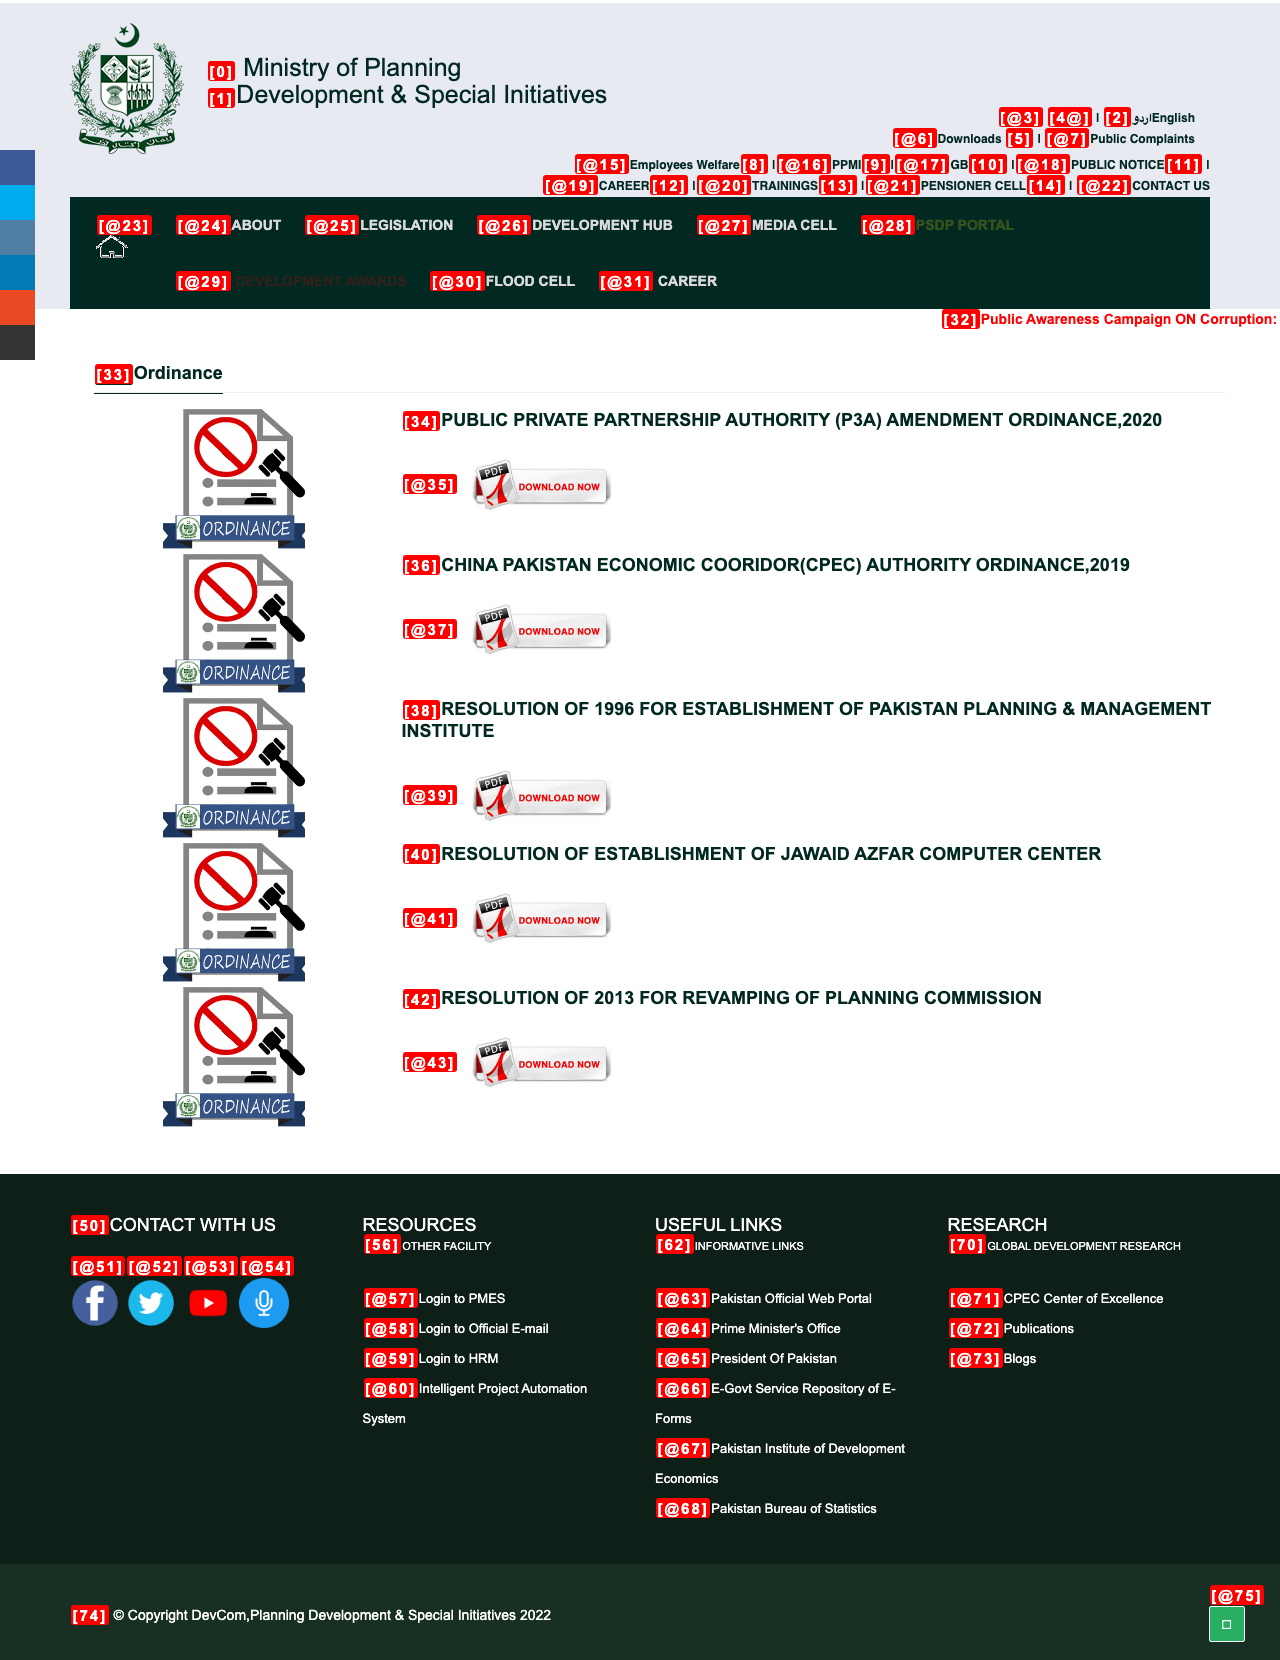 [0] Ministry of Planning
[1]Development & Special Initiatives
[@3] [@4] | [2]اردوEnglish
[@6]Downloads [5] | [@7]Public Complaints
[@15]Employees Welfare[8] |[@16]PPMI[9]|[@17]GB[10] |[@18]PUBLIC NOTICE[11] |
[@19]CAREER[12] |[@20]TRAININGS[13] |[@21]PENSIONER CELL[14] | [@22]CONTACT US
[@23] [@24]ABOUT [@25]LEGISLATION [@26]DEVELOPMENT HUB [@27]MEDIA CELL [@28]PSDP PORTAL
[@29] DEVELOPMENT AWARDS [@30]FLOOD CELL [@31] CAREER
[32]Public Awareness Campaign ON Corruption:
[33]Ordinance
[34]PUBLIC PRIVATE PARTNERSHIP AUTHORITY (P3A) AMENDMENT ORDINANCE,2020
[@35] PDF DOWNLOAD NOW
ORDINANCE
[36]CHINA PAKISTAN ECONOMIC COORIDOR(CPEC) AUTHORITY ORDINANCE,2019
[@37] PDF DOWNLOAD NOW
ORDINANCE
[38]RESOLUTION OF 1996 FOR ESTABLISHMENT OF PAKISTAN PLANNING & MANAGEMENT
INSTITUTE
[@39] PDF DOWNLOAD NOW
ORDINANCE
[40]RESOLUTION OF ESTABLISHMENT OF JAWAID AZFAR COMPUTER CENTER
[@41] PDF DOWNLOAD NOW
ORDINANCE
[42]RESOLUTION OF 2013 FOR REVAMPING OF PLANNING COMMISSION
[@43] PDF DOWNLOAD NOW
ORDINANCE
[50]CONTACT WITH US
[@51] [@52] [@53] [@54]
RESOURCES
[56]OTHER FACILITY
[@57]Login to PMES
[@58]Login to Official E-mail
[@59]Login to HRM
[@60]Intelligent Project Automation
System
USEFUL LINKS
[62]INFORMATIVE LINKS
[@63]Pakistan Official Web Portal
[@64]Prime Minister's Office
[@65]President Of Pakistan
[@66]E-Govt Service Repository of E-
Forms
[@67]Pakistan Institute of Development
Economics
[@68]Pakistan Bureau of Statistics
RESEARCH
[70]GLOBAL DEVELOPMENT RESEARCH
[@71]CPEC Center of Excellence
[@72]Publications
[@73]Blogs
[@75]
[74] © Copyright DevCom,Planning Development & Special Initiatives 2022